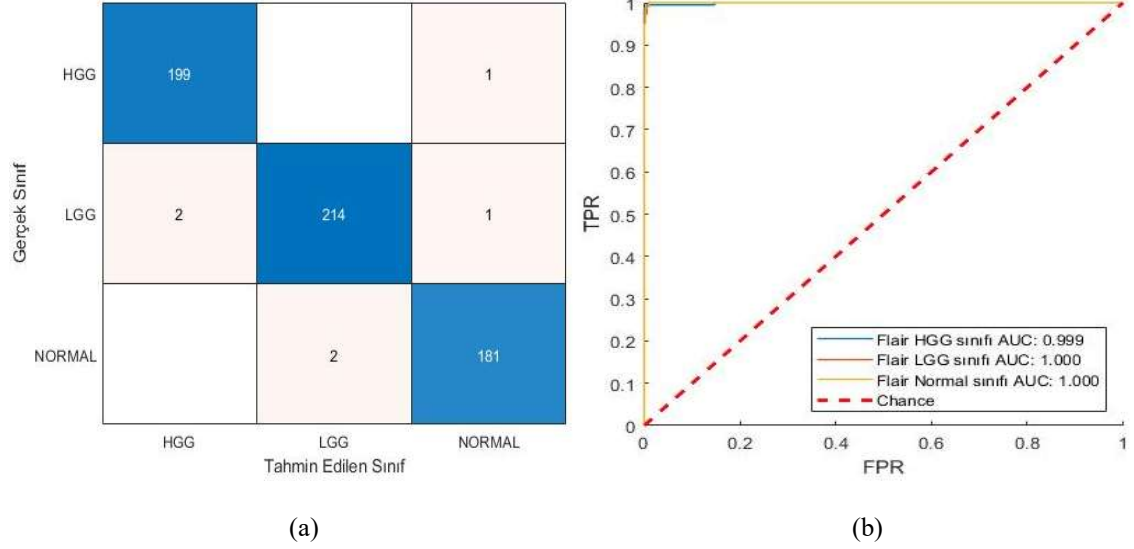 HGG
199
1
LGG
2
214
1
NORMAL
2
181
HGG
LGG
NORMAL
Gerçek Sınıf
Tahmin Edilen Sınıf
(a)
1
0.9
0.8
0.7
0.6
0.5
0.4
0.3
0.2
0.1
0
TPR
Flair HGG sınıfı AUC: 0.999
Flair LGG sınıfı AUC: 1.000
Flair Normal sınıfı AUC: 1.000
Chance
0 0.2 0.4 0.6 0.8 1
FPR
(b)